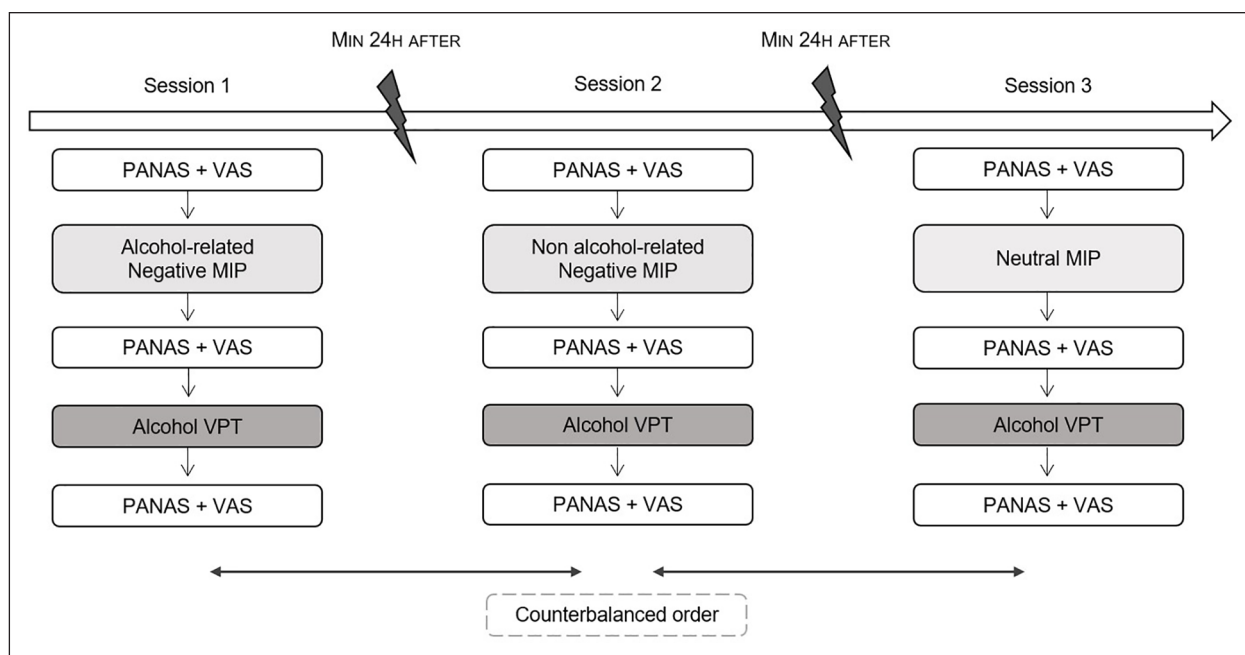 MIN 24H AFTER
MIN 24H AFTER
Session 1
Session 2
Session 3
PANAS + VAS
PANAS + VAS
PANAS + VAS
Alcohol-related
Negative MIP
Non alcohol-related
Negative MIP
Neutral MIP
PANAS + VAS
PANAS + VAS
PANAS + VAS
Alcohol VPT
Alcohol VPT
Alcohol VPT
PANAS + VAS
PANAS + VAS
PANAS + VAS
Counterbalanced order